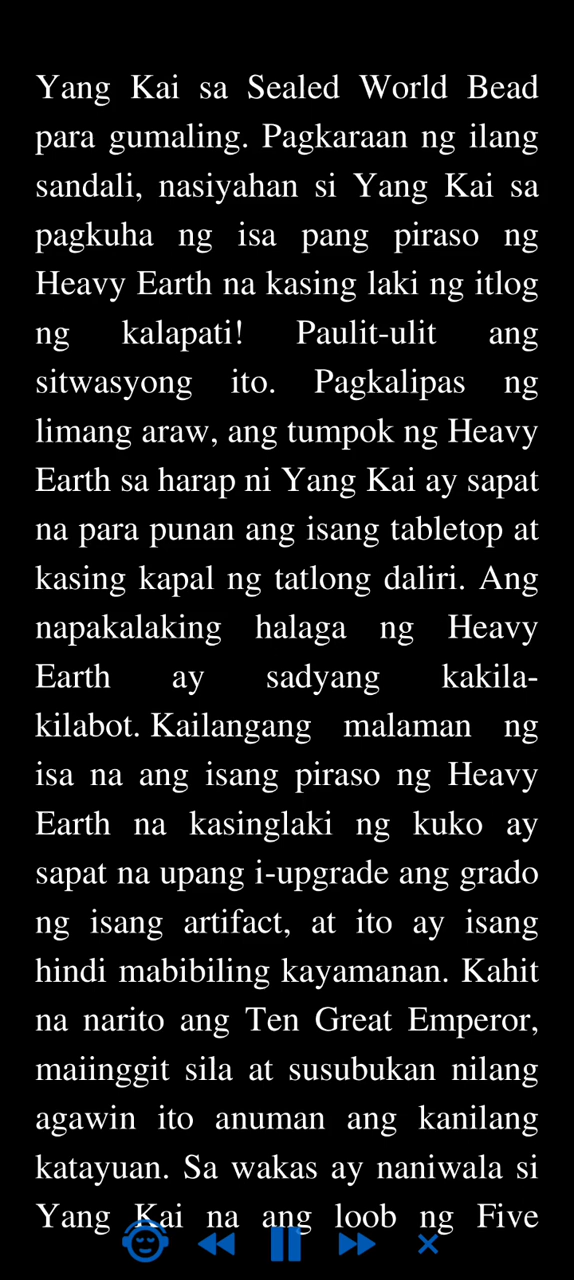 Yang Kai sa Sealed World Bead
para gumaling. Pagkaraan ng ilang
sandali, nasiyahan si Yang Kai sa
pagkuha ng isa pang piraso ng
Heavy Earth na kasing laki ng itlog
ng kalapati! Paulit-ulit ang
sitwasyong ito. Pagkalipas ng
limang araw, ang tumpok ng Heavy
Earth sa harap ni Yang Kai ay sapat
na para punan ang isang tabletop at
kasing kapal ng tatlong daliri. Ang
napakalaking halaga ng Heavy
Earth ay sadyang kakila-
kilabot. Kailangang malaman ng
isa na ang isang piraso ng Heavy
Earth na kasinglaki ng kuko ay
sapat na upang i-upgrade ang grado
ng isang artifact, at ito ay isang
hindi mabibiling kayamanan. Kahit
na narito ang Ten Great Emperor,
maiinggit sila at susubukan nilang
agawin ito anuman ang kanilang
katayuan. Sa wakas ay naniwala si
Yang Kai na ang loob ng Five